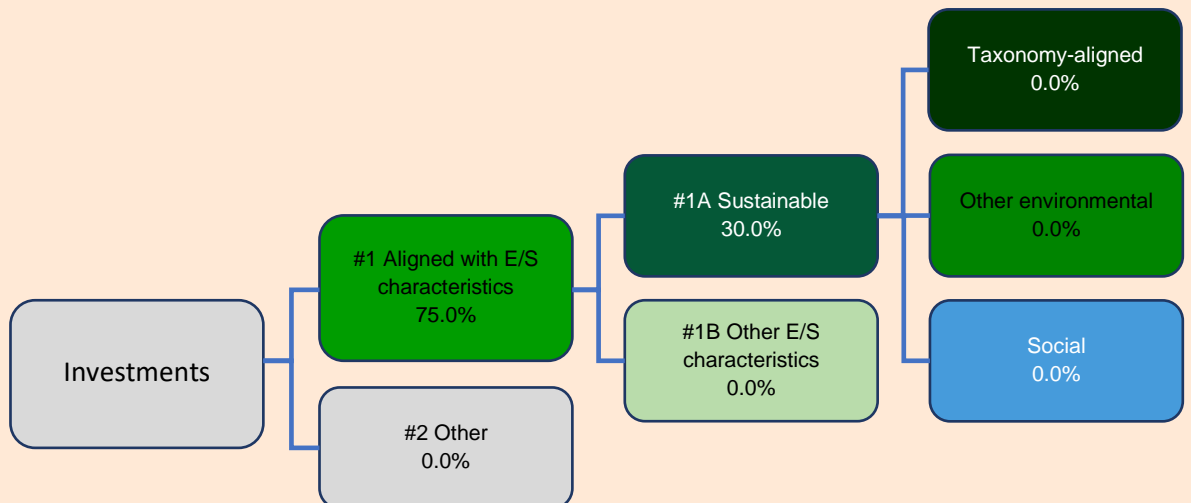 Investments
#1 Aligned with E/S
characteristics
75.0%
#2 Other
0.0%
#1A Sustainable
30.0%
#1B Other E/S
characteristics
0.0%
Taxonomy-aligned
0.0%
Other environmental
0.0%
Social
0.0%